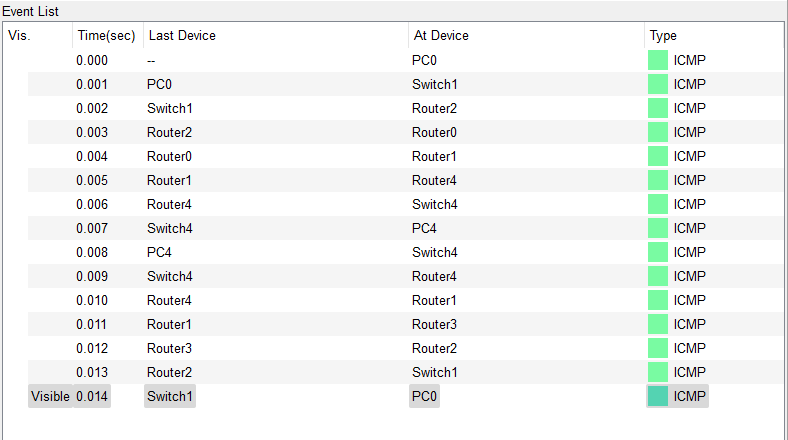 Event List
Vis. Time(sec) Last Device At Device Type
0.000 -- PC0 ICMP
0.001 PC0 Switch1 ICMP
0.002 Switch1 Router2 ICMP
0.003 Router2 Router0 ICMP
0.004 Router0 Router1 ICMP
0.005 Router1 Router4 ICMP
0.006 Router4 Switch4 ICMP
0.007 Switch4 PC4 ICMP
0.008 PC4 Switch4 ICMP
0.009 Switch4 Router4 ICMP
0.010 Router4 Router1 ICMP
0.011 Router1 Router3 ICMP
0.012 Router3 Router2 ICMP
0.013 Router2 Switch1 ICMP
Visible 0.014 Switch1 PC0 ICMP